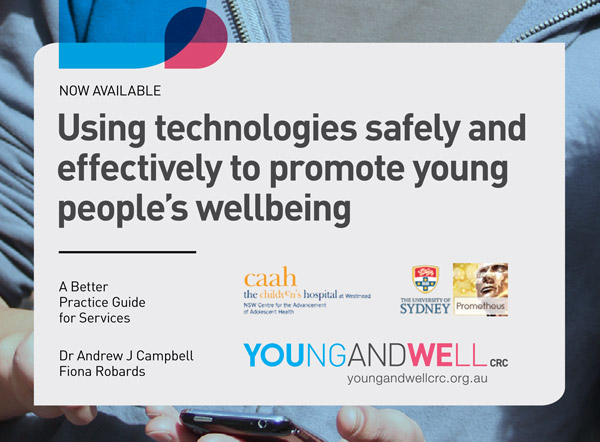 NOW AVAILABLE
Using technologies safely and
effectively to promote young
people's wellbeing
A Better
Practice Guide
for Services
Dr Andrew J Campbell
Fiona Robards
caah
the children's hospital at Westmead
NSW Centre for the Advancement
of Adolescent Health
THE UNIVERSITY OF
SYDNEY
Prometheus
YOUNGANDWELL CRC
youngandwellcrc.org.au